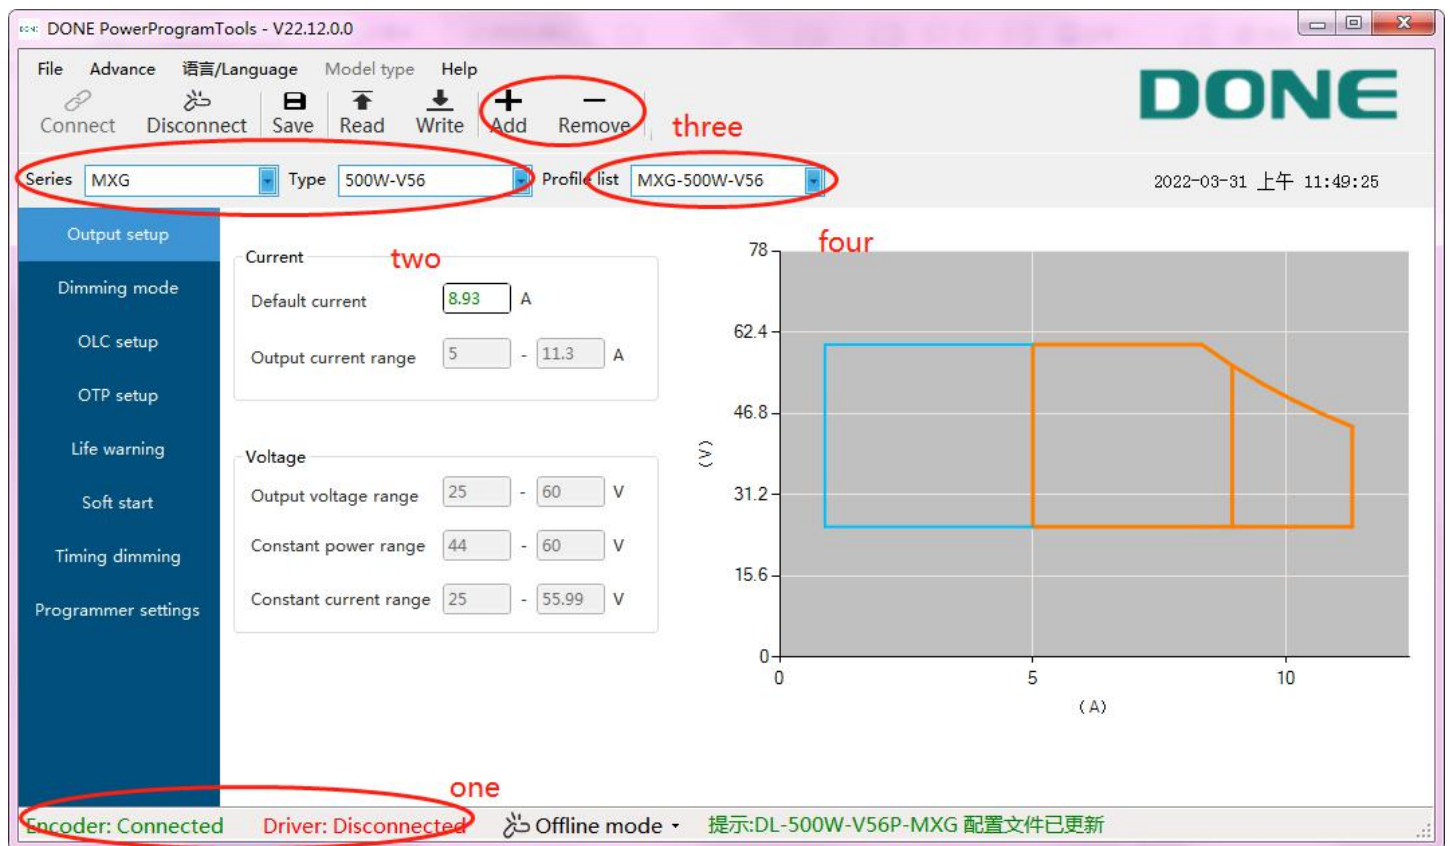 DONE DONE PowerProgramTools - V22.12.0.0
File Advance 语言/Language Model type Help
DONE
Connect Disconnect Save Read Write Add Remove
three
Series MXG Type 500W-V56 Profile list MXG-500W-V56 2022-03-31 上午 11:49:25
Output setup
Dimming mode
OLC setup
OTP setup
Life warning
Soft start
Timing dimming
Programmer settings
two
Current
Default current 8.93 A
Output current range 5 - 11.3 A
Voltage
Output voltage range 25 - 60 V
Constant power range 44 - 60 V
Constant current range 25 - 55.99 V
four
78
62.4
46.8
(V)
31.2
15.6
0
0 5 10
(A)
one
Encoder: Connected Driver: Disconnected Offline mode 提示:DL-500W-V56P-MXG 配置文件已更新